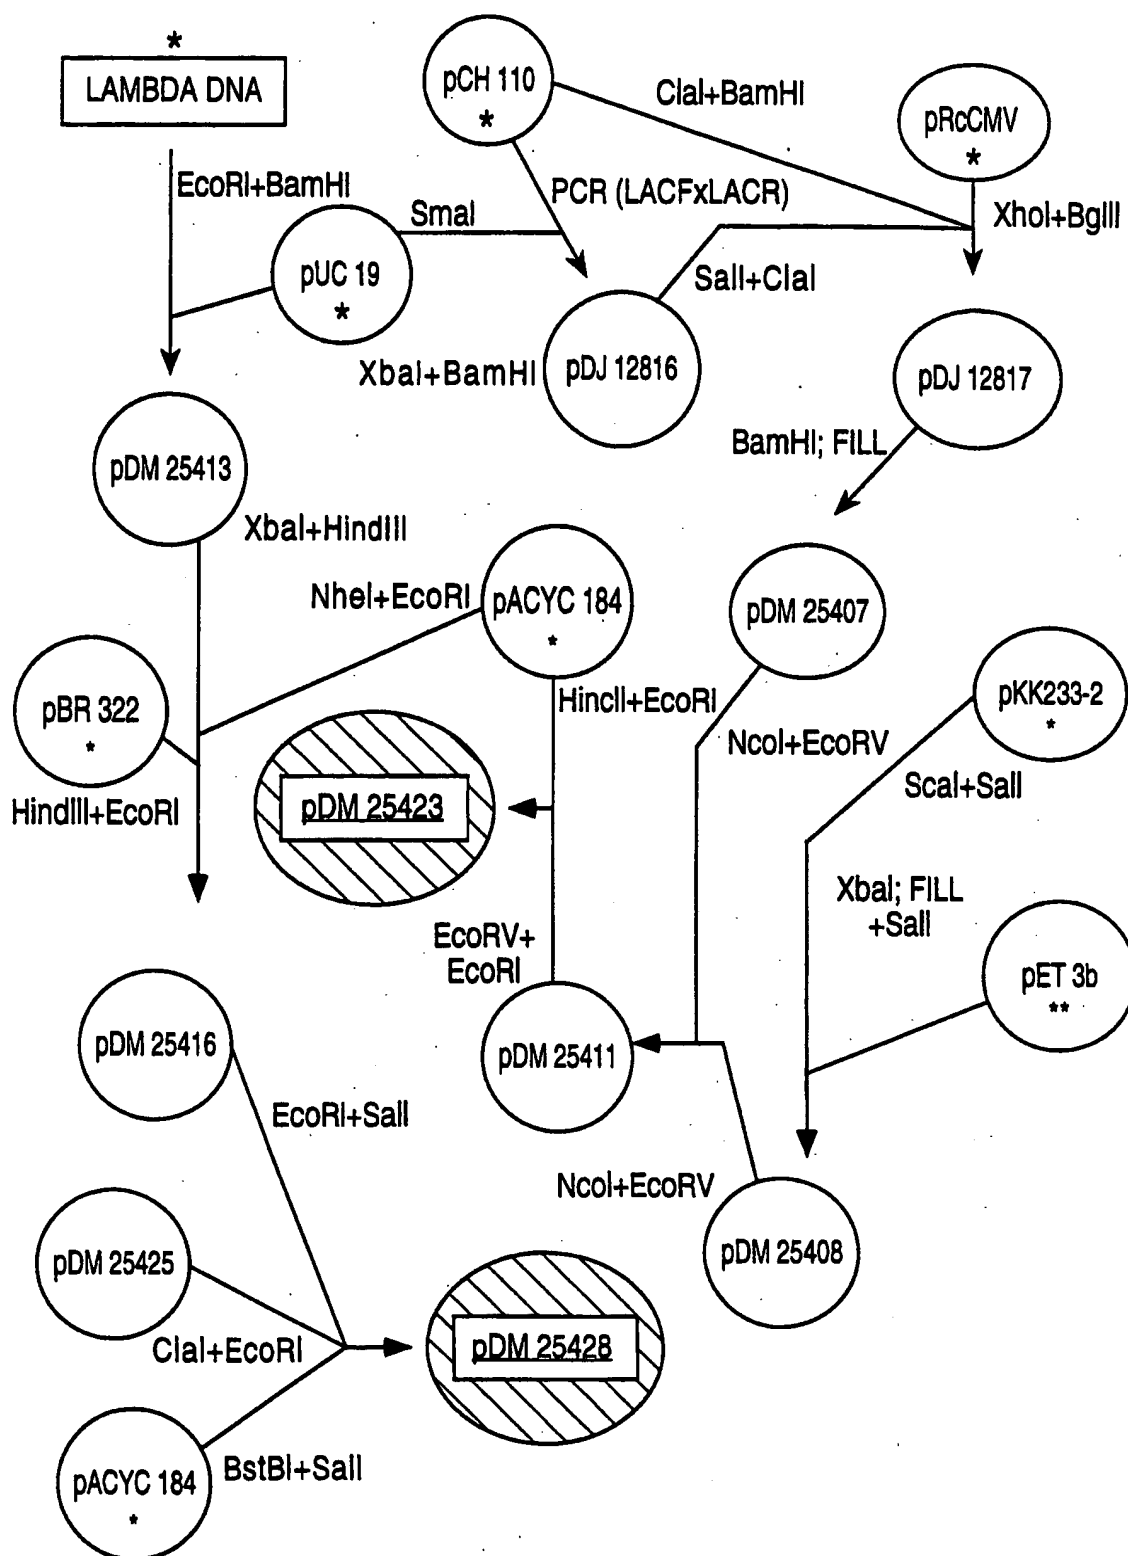 *
LAMBDA DNA
pCH 110
*
ClaI+BamHI
pRcCMV
*
EcoRI+BamHI
SmaI
PCR (LACFxLACR)
XhoI+BglII
pUC 19
*
SalI+ClaI
XbaI+BamHI
pDJ 12816
pDJ 12817
BamHI; FILL
pDM 25413
XbaI+HindIII
NheI+EcoRI
pACYC 184
*
pDM 25407
pBR 322
*
HincII+EcoRI
pKK233-2
*
NcoI+EcoRV
ScaI+SalI
HindIII+EcoRI
pDM 25423
XbaI; FILL
+SalI
EcoRV+
EcoRI
pET 3b
**
pDM 25416
pDM 25411
EcoRI+SalI
NcoI+EcoRV
pDM 25408
pDM 25425
ClaI+EcoRI
pDM 25428
pACYC 184
*
BstBI+SalI